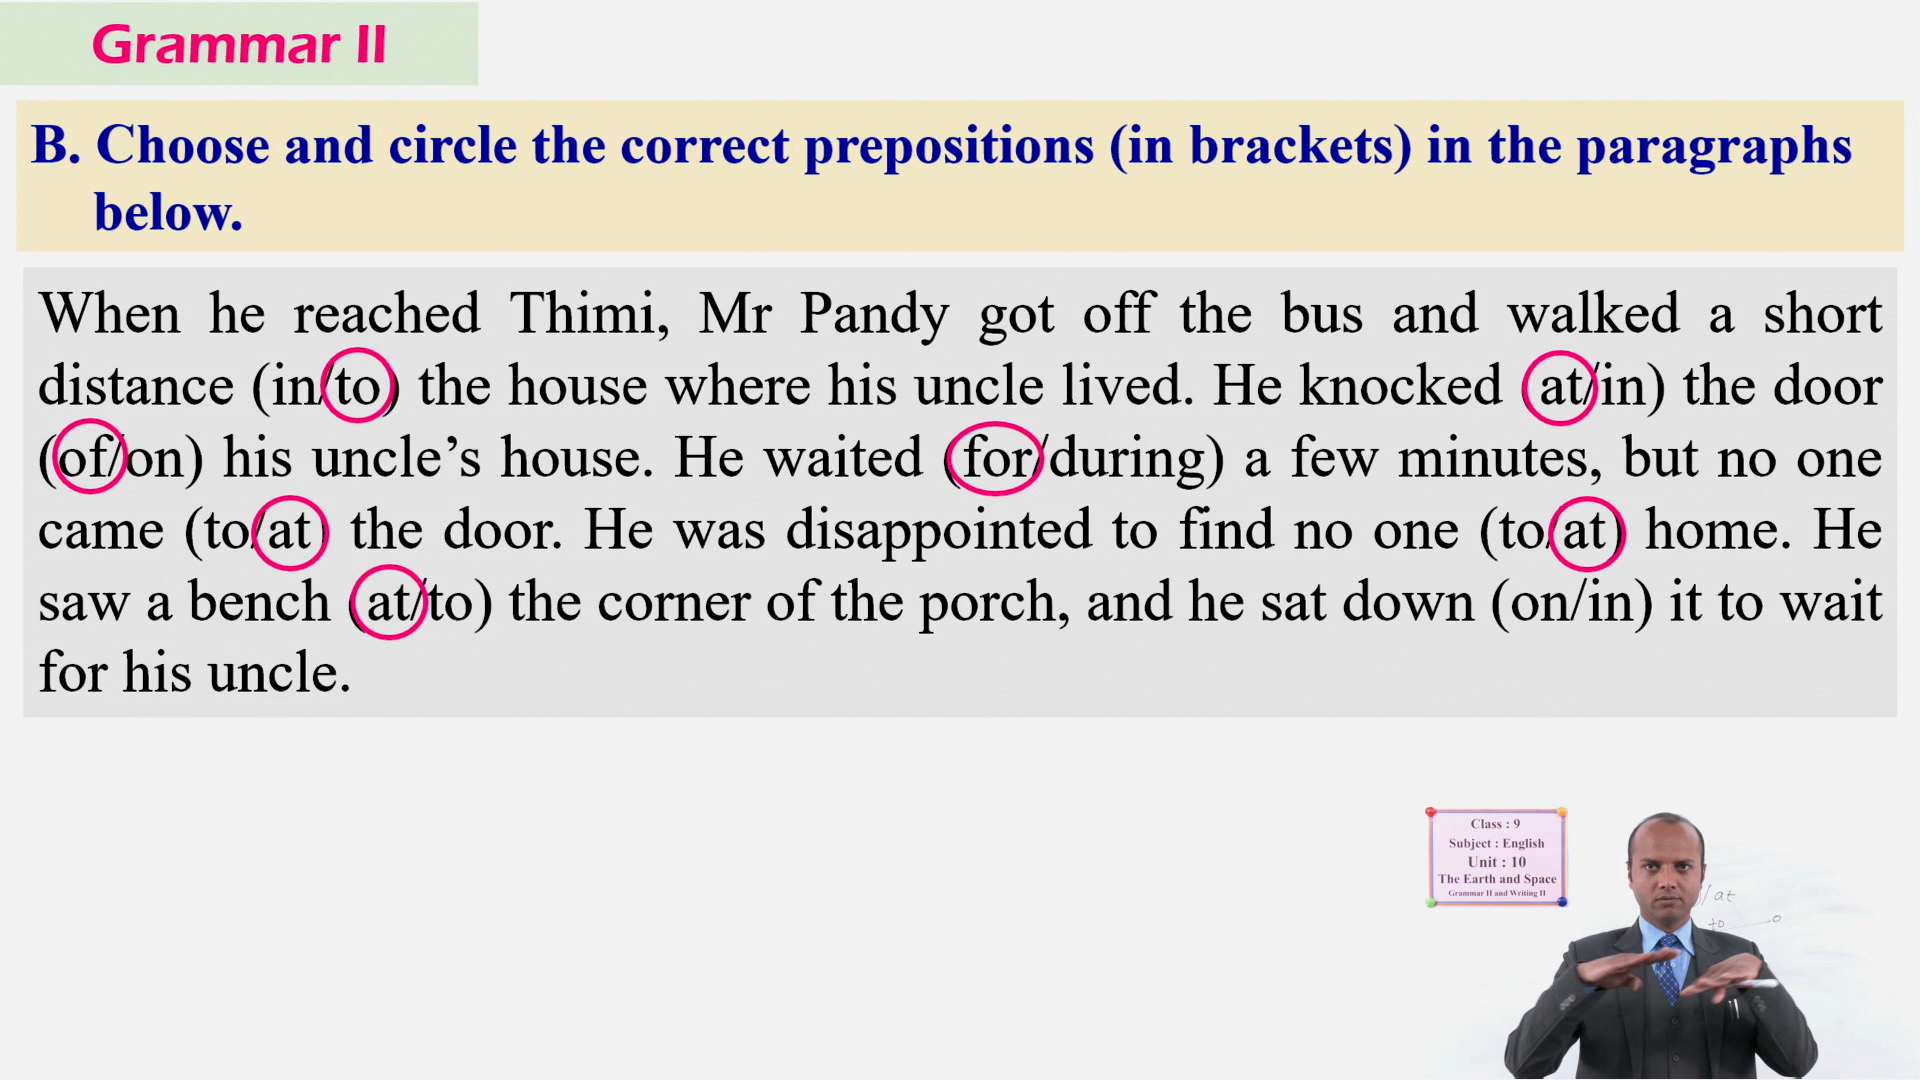 Grammar II
B. Choose and circle the correct prepositions (in brackets) in the paragraphs
below.
When he reached Thimi, Mr Pandy got off the bus and walked a short
distance (in/to) the house where his uncle lived. He knocked (at/in) the door
(of/on) his uncle’s house. He waited (for/during) a few minutes, but no one
came (to/at) the door. He was disappointed to find no one (to/at) home. He
saw a bench (at/to) the corner of the porch, and he sat down (on/in) it to wait
for his uncle.
Class : 9
Subject : English
Unit : 10
The Earth and Space
Grammar II and Writing II
/ at
to